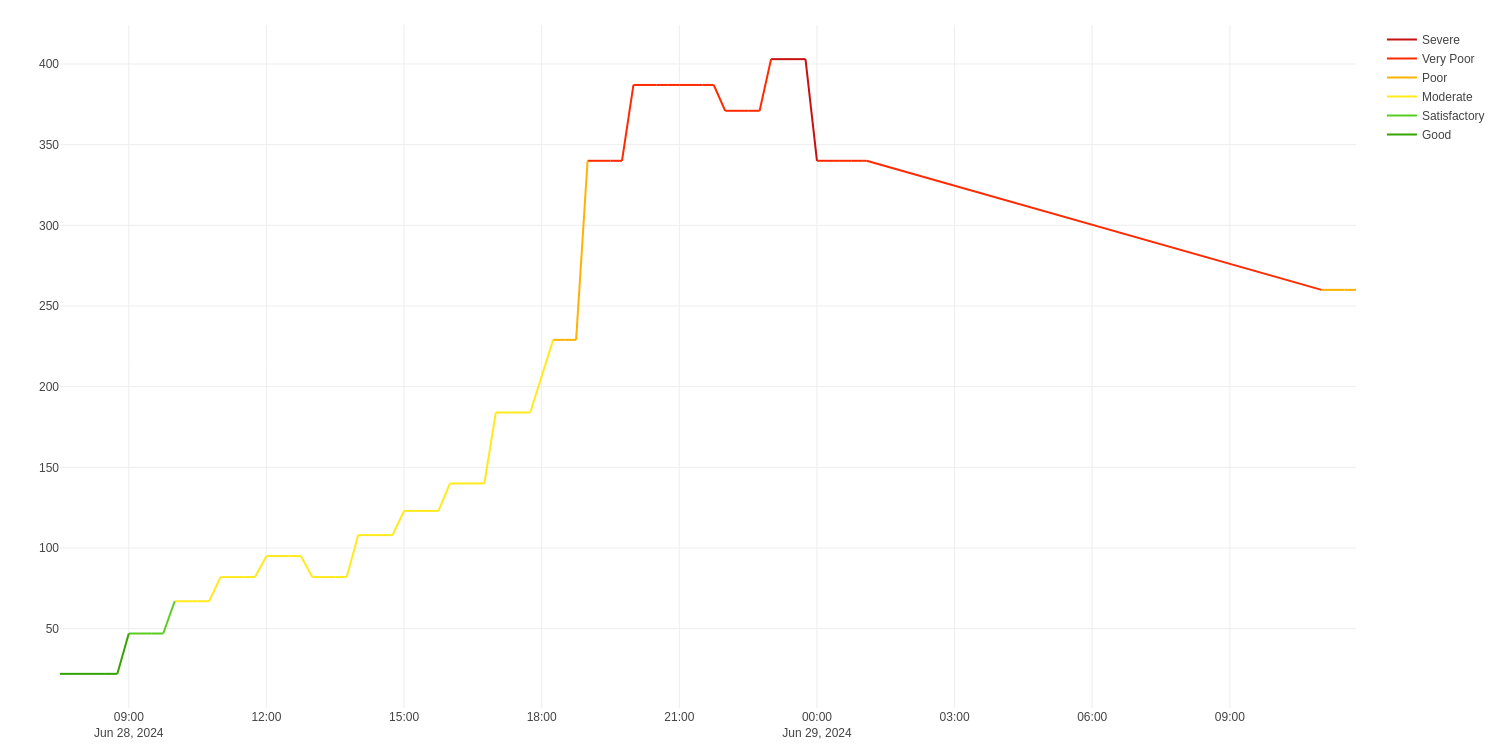 400
350
300
250
200
150
100
50
09:00
Jun 28, 2024
12:00
15:00
18:00
21:00
00:00
Jun 29, 2024
03:00
06:00
09:00
Severe
Very Poor
Poor
Moderate
Satisfactory
Good